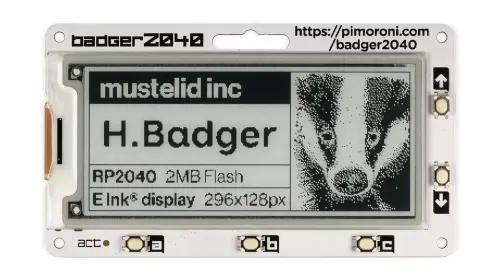 badger2040
https://pimoroni.com
/badger2040
mustelid inc
H.Badger
RP2040 2MB Flash
E Ink® display 296x128px
act
a
b
c